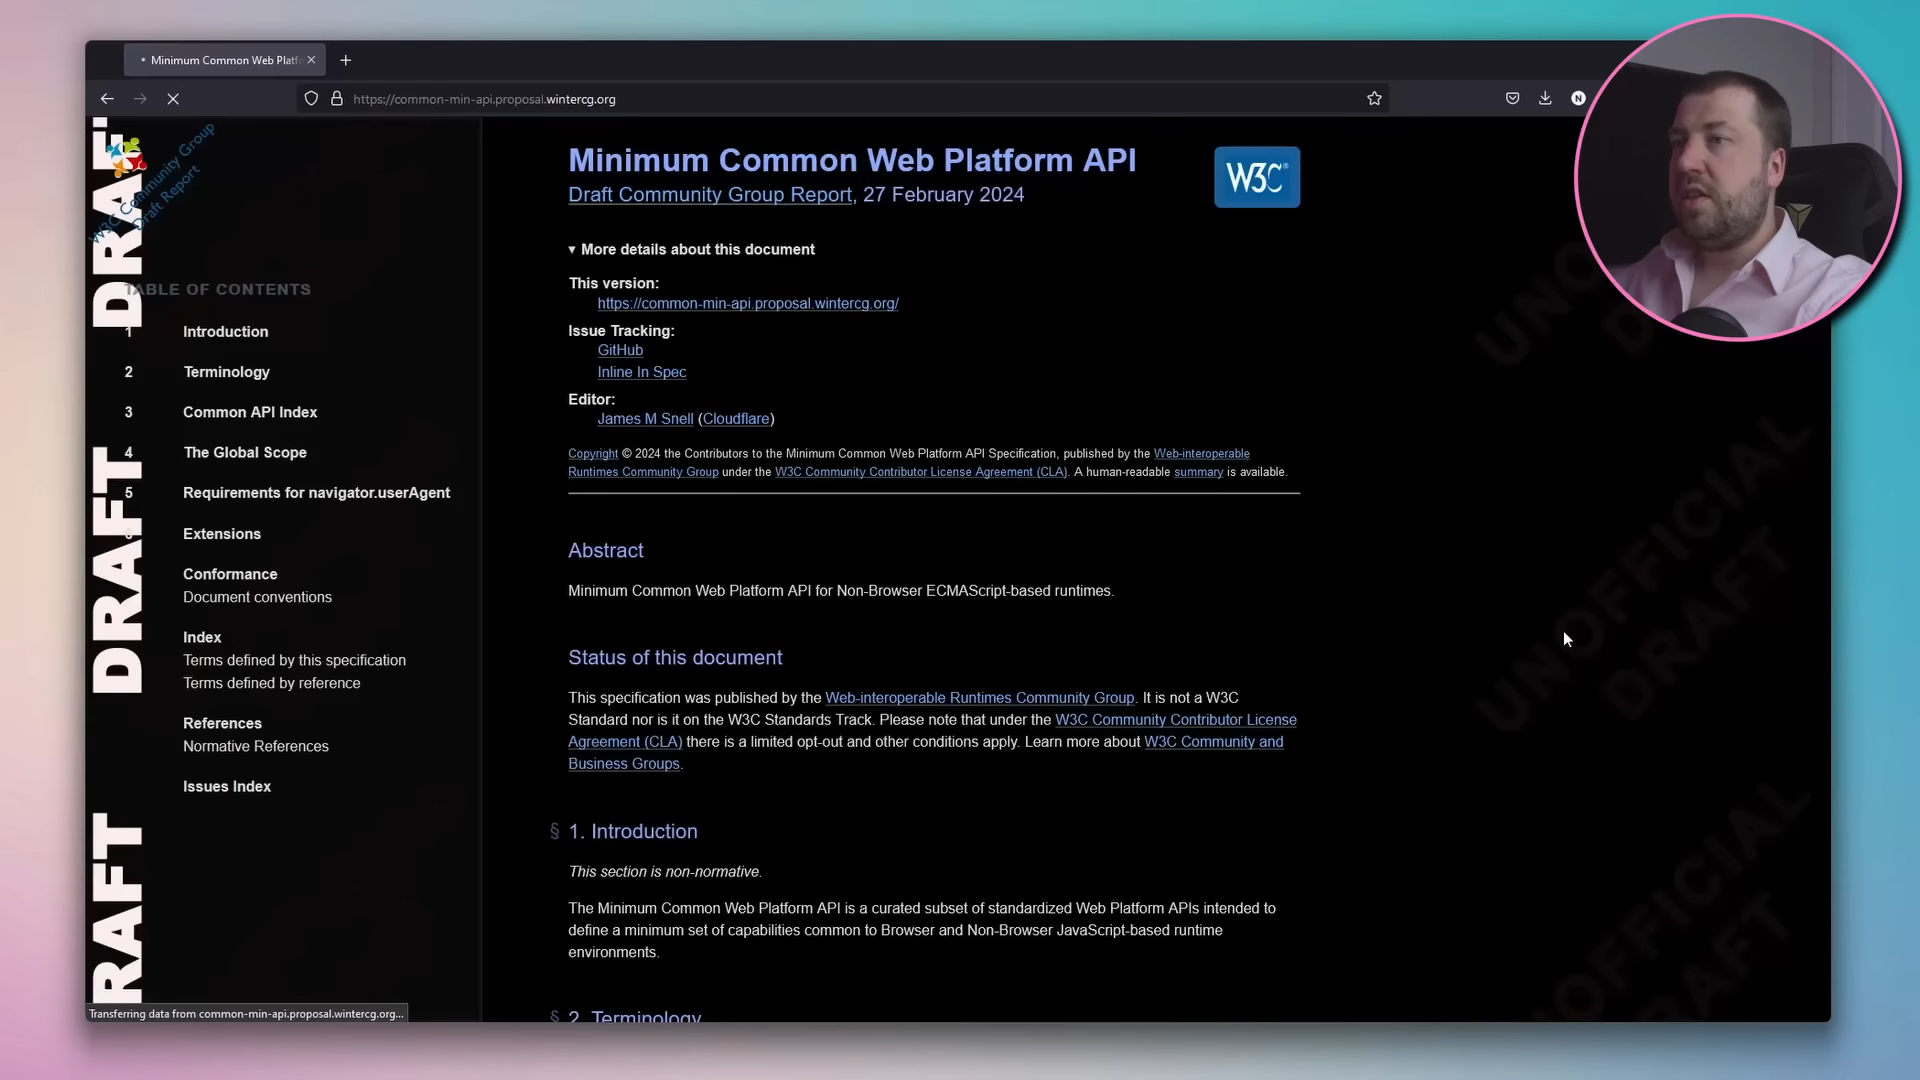 Minimum Common Web Platfo
https://common-min-api.proposal.wintercg.org
N
DRAFT
W3C Community Group
Draft Report
TABLE OF CONTENTS
1 Introduction
2 Terminology
3 Common API Index
4 The Global Scope
5 Requirements for navigator.userAgent
6 Extensions
Conformance
Document conventions
Index
Terms defined by this specification
Terms defined by reference
References
Normative References
Issues Index
DRAFT
RAFT
Minimum Common Web Platform API
W3C®
Draft Community Group Report, 27 February 2024
▾ More details about this document
This version:
https://common-min-api.proposal.wintercg.org/
Issue Tracking:
GitHub
Inline In Spec
Editor:
James M Snell (Cloudflare)
Copyright © 2024 the Contributors to the Minimum Common Web Platform API Specification, published by the Web-interoperable
Runtimes Community Group under the W3C Community Contributor License Agreement (CLA). A human-readable summary is available.
Abstract
Minimum Common Web Platform API for Non-Browser ECMAScript-based runtimes.
Status of this document
This specification was published by the Web-interoperable Runtimes Community Group. It is not a W3C
Standard nor is it on the W3C Standards Track. Please note that under the W3C Community Contributor License
Agreement (CLA) there is a limited opt-out and other conditions apply. Learn more about W3C Community and
Business Groups.
§ 1. Introduction
This section is non-normative.
The Minimum Common Web Platform API is a curated subset of standardized Web Platform APIs intended to
define a minimum set of capabilities common to Browser and Non-Browser JavaScript-based runtime
environments.
§ 2. Terminology
UNO
D
UNOFFICIAL
DRAFT
UNOFFICIAL
DRAFT
Transferring data from common-min-api.proposal.wintercg.org...